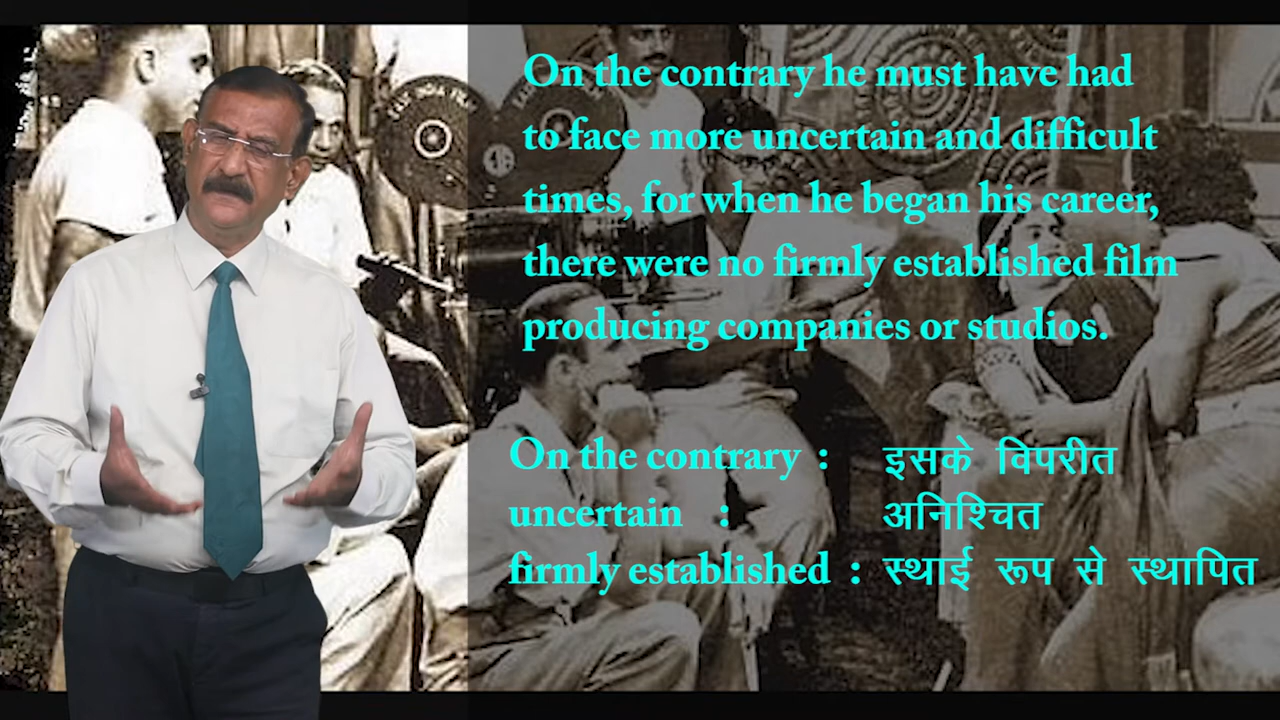 On the contrary he must have had
to face more uncertain and difficult
times, for when he began his career,
there were no firmly established film
producing companies or studios.
On the contrary : इसके विपरीत
uncertain : अनिश्चित
firmly established : स्थाई रूप से स्थापित